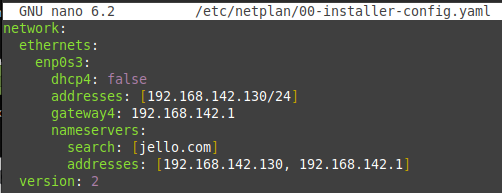 GNU nano 6.2 /etc/netplan/00-installer-config.yaml
network:
  ethernets:
    enp0s3:
      dhcp4: false
      addresses: [192.168.142.130/24]
      gateway4: 192.168.142.1
      nameservers:
        search: [jello.com]
        addresses: [192.168.142.130, 192.168.142.1]
  version: 2